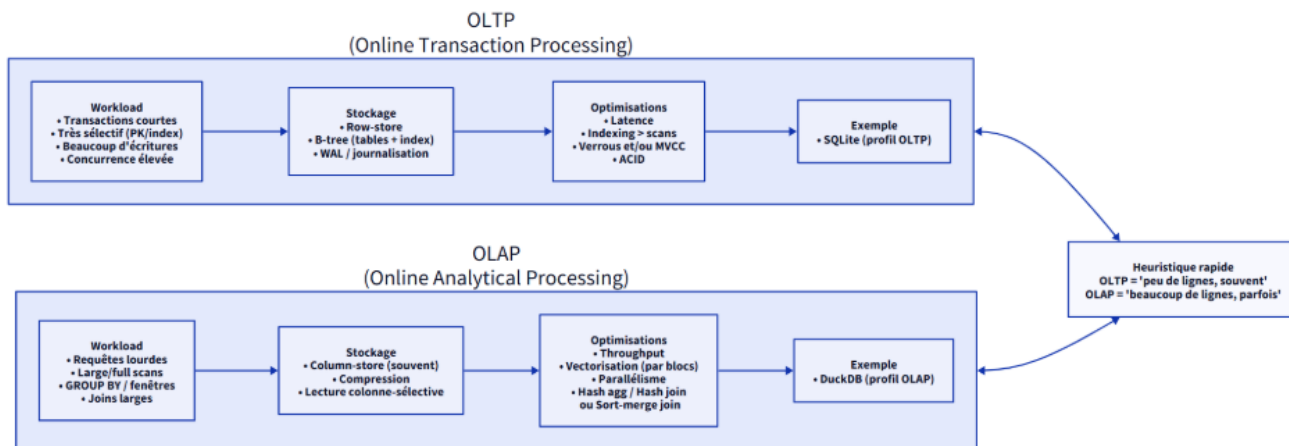 OLTP
(Online Transaction Processing)
Workload
• Transactions courtes
• Très sélectif (PK/index)
• Beaucoup d'écritures
• Concurrence élevée
Stockage
• Row-store
• B-tree (tables + index)
• WAL / journalisation
Optimisations
• Latence
• Indexing > scans
• Verrous et/ou MVCC
• ACID
Exemple
• SQLite (profil OLTP)
Heuristique rapide
OLTP = 'peu de lignes, souvent'
OLAP = 'beaucoup de lignes, parfois'
OLAP
(Online Analytical Processing)
Workload
• Requêtes lourdes
• Large/full scans
• GROUP BY / fenêtres
• Joins larges
Stockage
• Column-store (souvent)
• Compression
• Lecture colonne-sélective
Optimisations
• Throughput
• Vectorisation (par blocs)
• Parallélisme
• Hash agg / Hash join
ou Sort-merge join
Exemple
• DuckDB (profil OLAP)